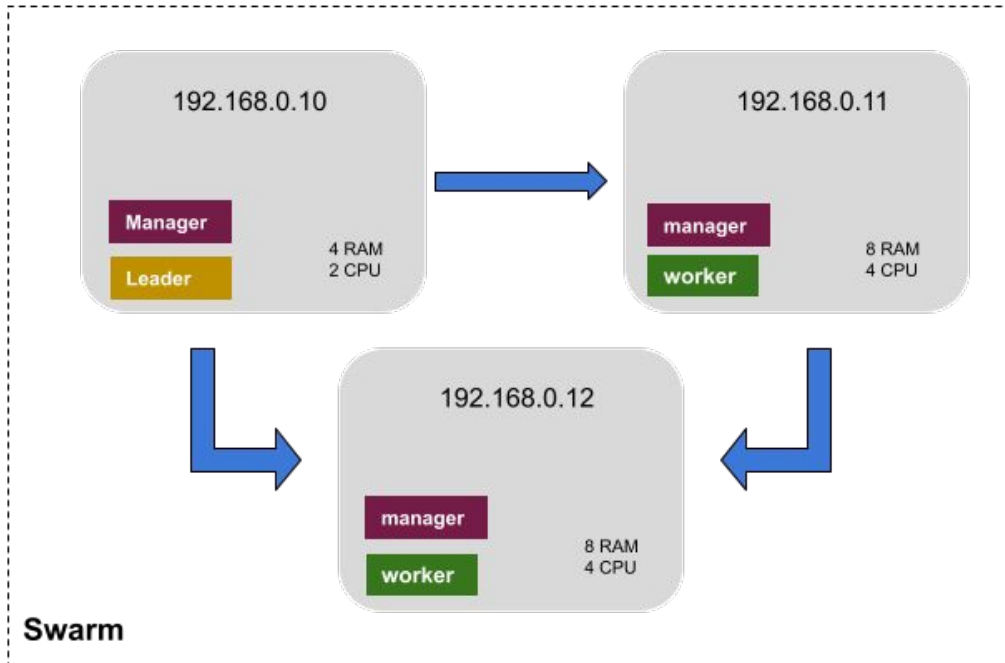 192.168.0.10
Manager
Leader
4 RAM
2 CPU
192.168.0.11
manager
worker
8 RAM
4 CPU
192.168.0.12
manager
worker
8 RAM
4 CPU
Swarm